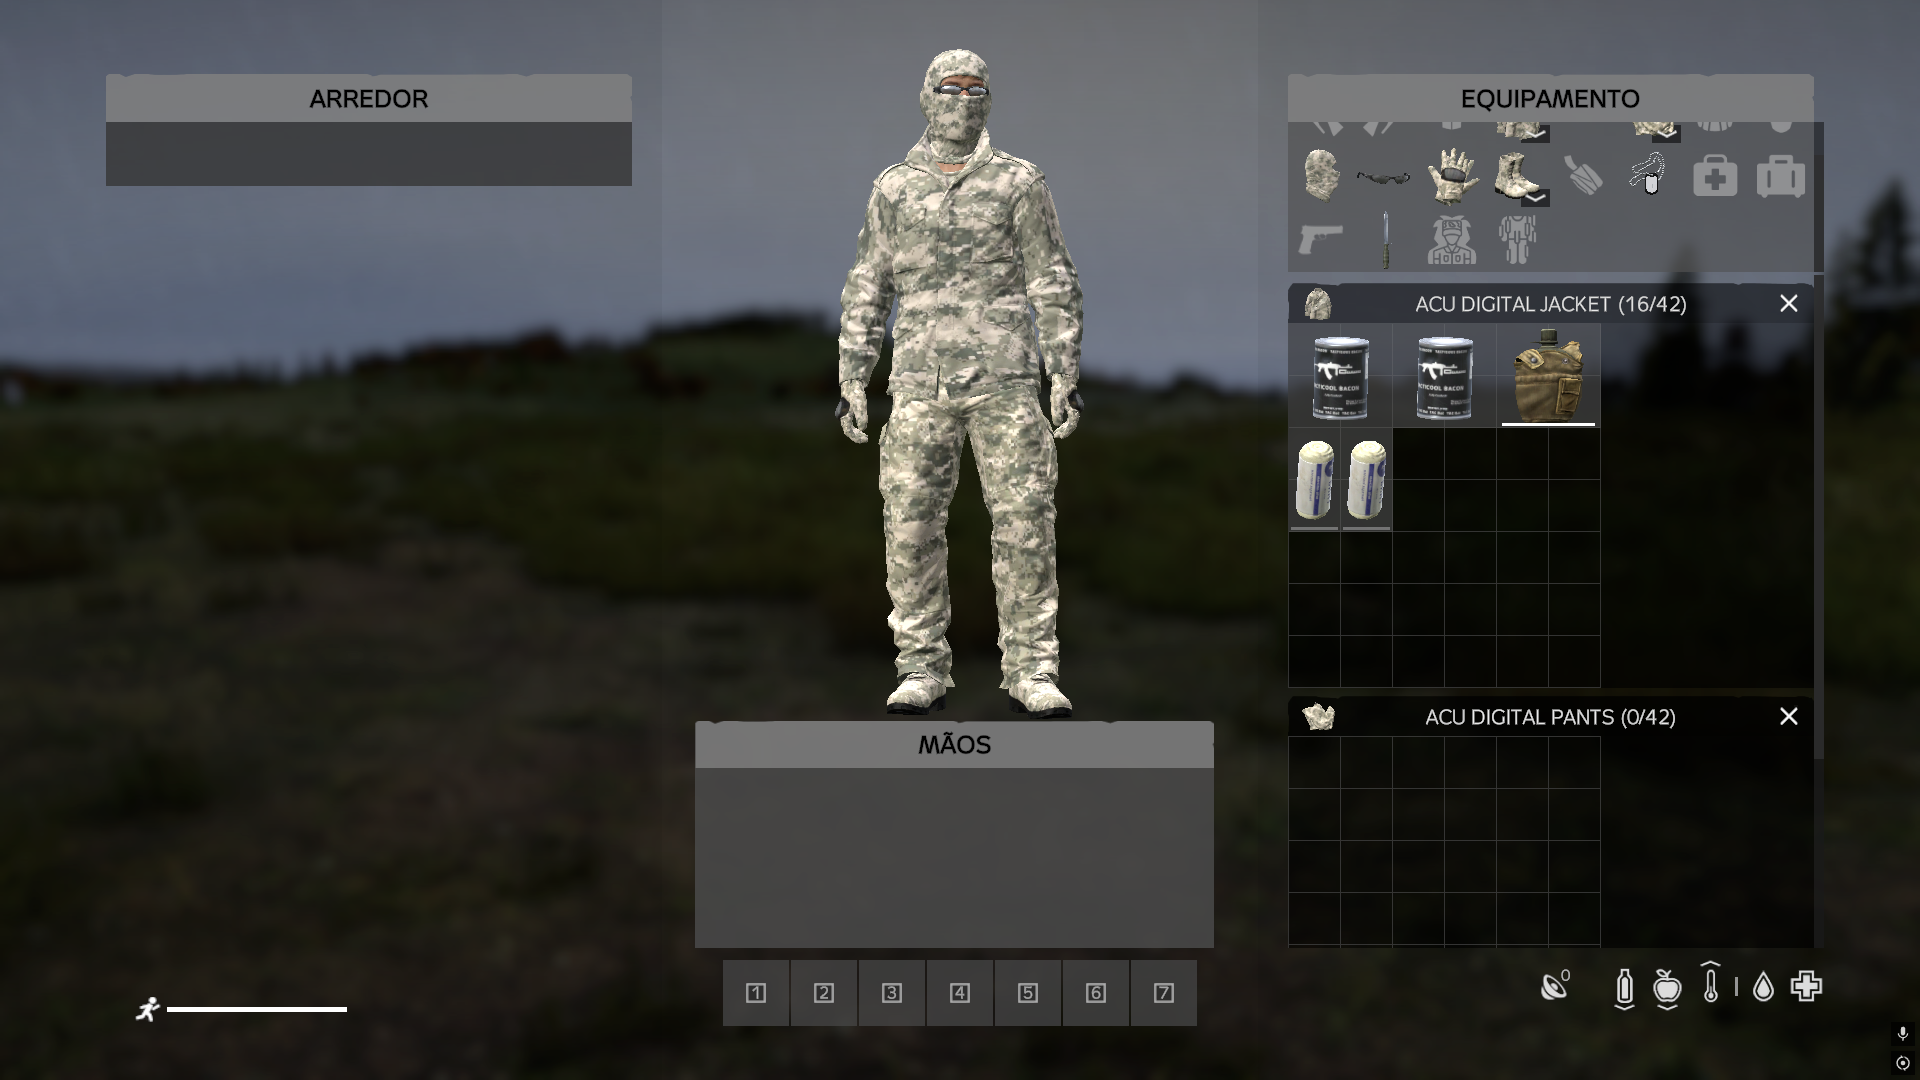 ARREDOR
EQUIPAMENTO
ACU DIGITAL JACKET (16/42)
ACU DIGITAL PANTS (0/42)
MÃOS
1 2 3 4 5 6 7
0